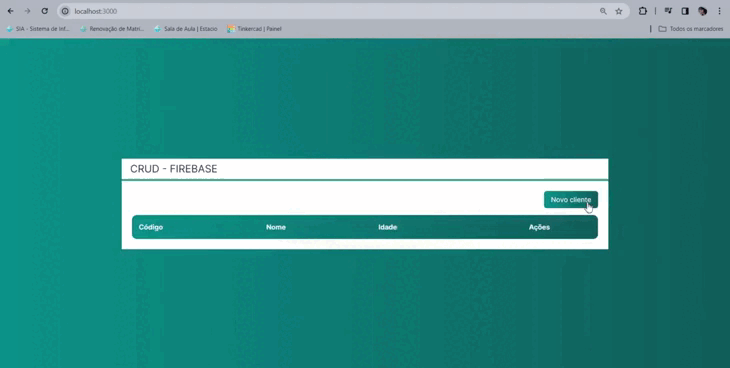 localhost:3000
SIA - Sistema de Inf...
Renovação de Matrí...
Sala de Aula | Estacio
Tinkercad | Painel
Todos os marcadores
CRUD - FIREBASE
Novo cliente
Código Nome Idade Ações